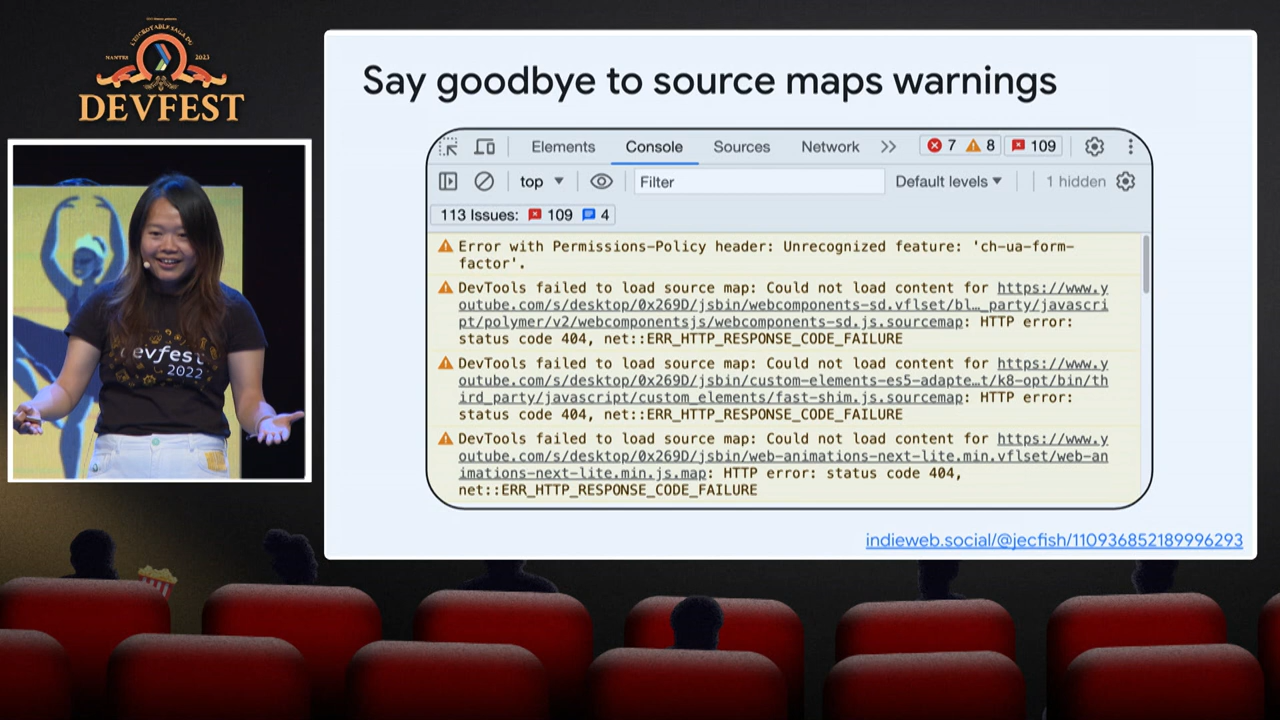 L'INCROYABLE SAGA DU
NANTES 2023
DEVFEST
devfest
2022
Say goodbye to source maps warnings
Elements Console Sources Network >> 7 8 109
top Filter Default levels 1 hidden
113 Issues: 109 4
Error with Permissions-Policy header: Unrecognized feature: 'ch-ua-form-
factor'.
DevTools failed to load source map: Could not load content for https://www.y
outube.com/s/desktop/0x269D/jsbin/webcomponents-sd.vflset/bl…_party/javascri
pt/polymer/v2/webcomponentsjs/webcomponents-sd.js.sourcemap: HTTP error:
status code 404, net::ERR_HTTP_RESPONSE_CODE_FAILURE
DevTools failed to load source map: Could not load content for https://www.y
outube.com/s/desktop/0x269D/jsbin/custom-elements-es5-adapte…t/k8-opt/bin/th
ird_party/javascript/custom_elements/fast-shim.js.sourcemap: HTTP error:
status code 404, net::ERR_HTTP_RESPONSE_CODE_FAILURE
DevTools failed to load source map: Could not load content for https://www.y
outube.com/s/desktop/0x269D/jsbin/web-animations-next-lite.min.vflset/web-an
imations-next-lite.min.js.map: HTTP error: status code 404,
net::ERR_HTTP_RESPONSE_CODE_FAILURE
indieweb.social/@jecfish/110936852189996293